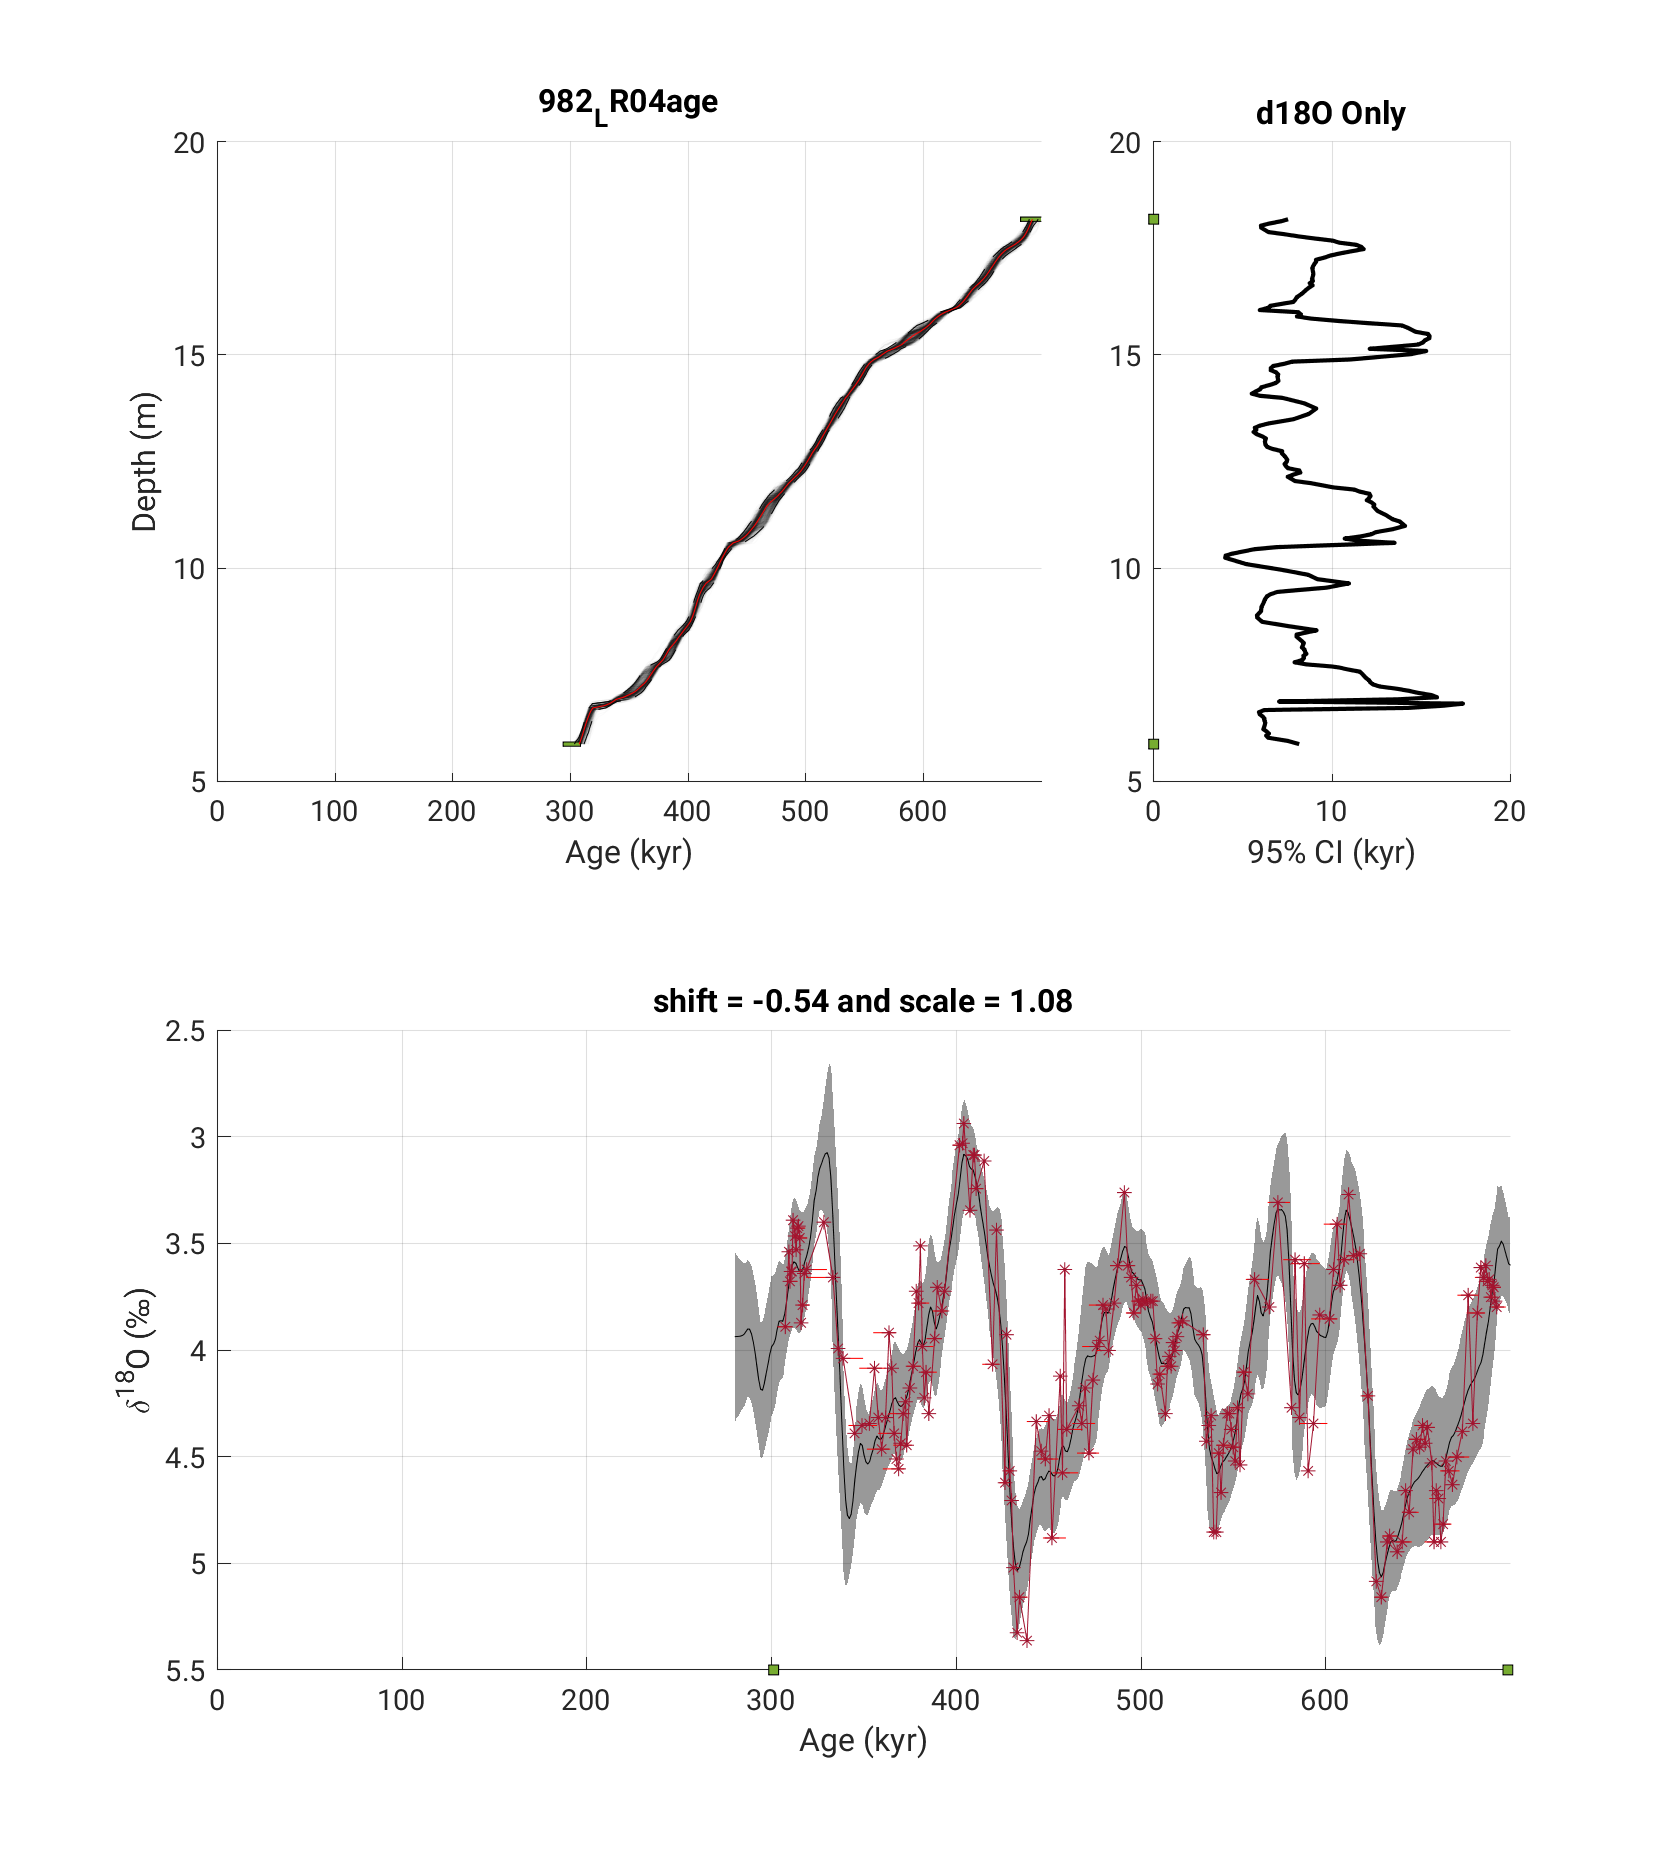 982LR04age
d18O Only
20
15
10
5
Depth (m)
0 100 200 300 400 500 600
Age (kyr)
20
15
10
5
0 10 20
95% CI (kyr)
shift = -0.54 and scale = 1.08
2.5
3
3.5
4
4.5
5
5.5
δ18O (‰)
0 100 200 300 400 500 600
Age (kyr)